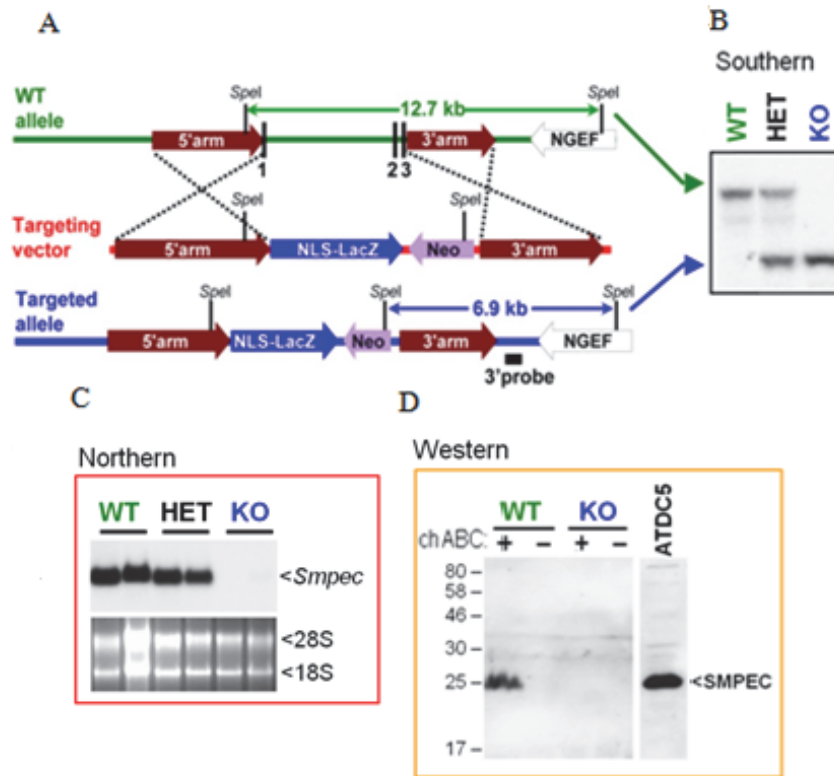 A
B
WT
allele
SpeI
12.7 kb
SpeI
5'arm
3'arm
NGEF
1
2 3
Targeting
vector
SpeI
SpeI
5'arm
NLS-LacZ
Neo
3'arm
Targeted
allele
SpeI
SpeI
6.9 kb
SpeI
5'arm
NLS-LacZ
Neo
3'arm
NGEF
3'probe
Southern
WT
HET
KO
C
Northern
WT HET KO
<Smpec
<28S
<18S
D
Western
WT KO
chABC: + – + –
ATDC5
80 –
58 –
46 –
30 –
25 –
<SMPEC
17 –